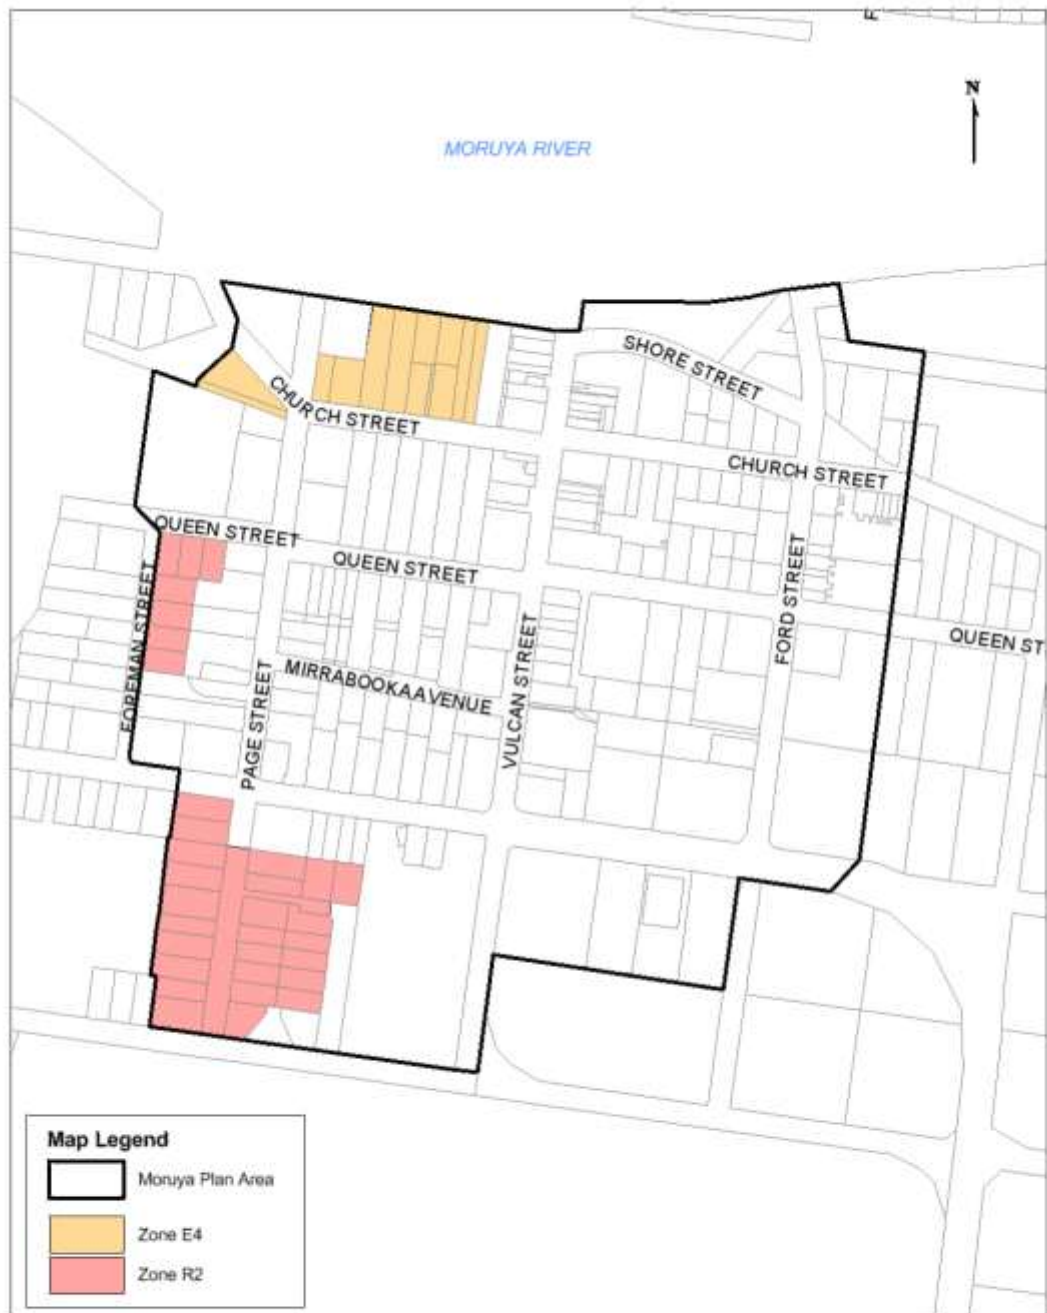 F
N
MORUYA RIVER
SHORE STREET
CHURCH STREET
CHURCH STREET
QUEEN STREET
QUEEN STREET
QUEEN ST
FORD STREET
FOREMAN STREET
MIRRABOOKA AVENUE
VULCAN STREET
PAGE STREET
Map Legend
Moruya Plan Area
Zone E4
Zone R2